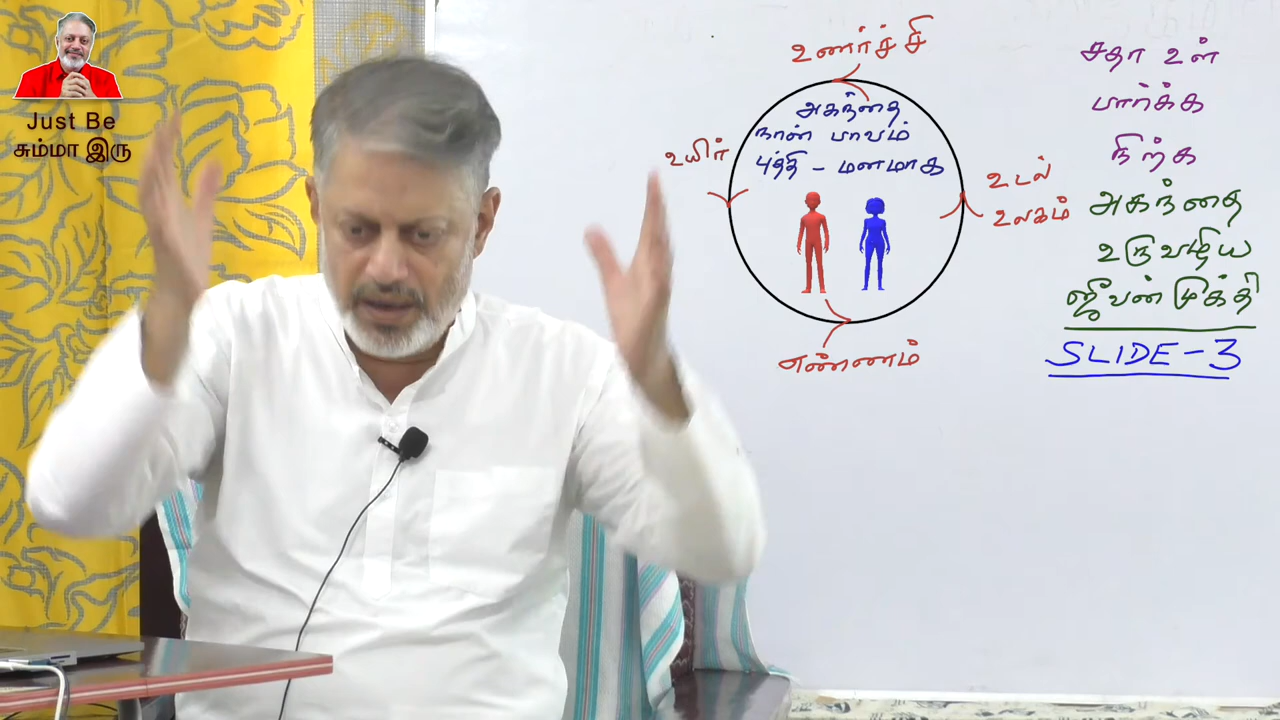 Just Be
சும்மா இரு
உணர்ச்சி
அகந்தை
நான் பாவம்
புத்தி - மனமாக
உயிர்
உடல்
உலகம்
எண்ணம்
சதா உள்
பார்க்க
நிற்க
அகந்தை
உருவழிய
ஜீவன் முக்தி
SLIDE-3